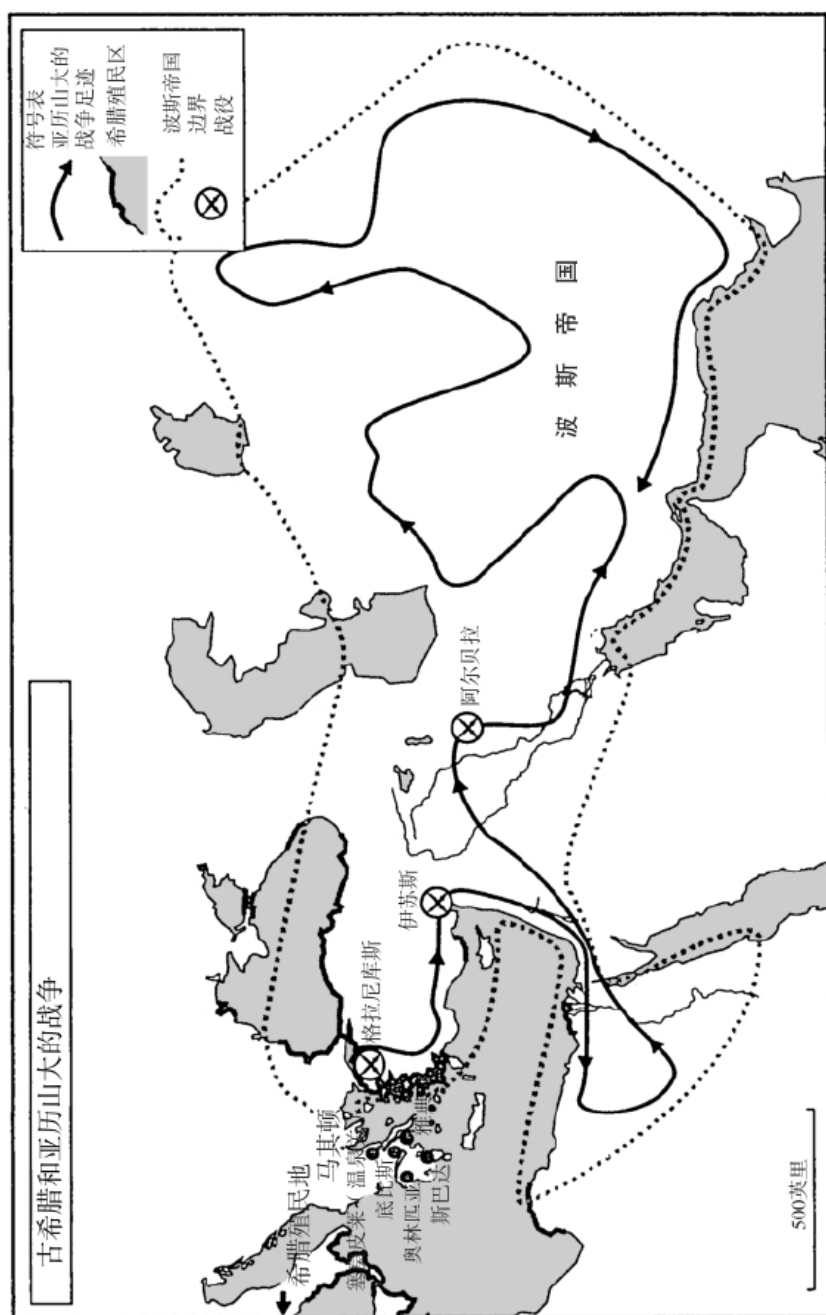 古希腊和亚历山大的战争
符号表
亚历山大的
战争足迹
希腊殖民区
波斯帝国
边界
战役
希腊殖民地
马其顿
皮莱（温泉
底比斯
雅典
奥林匹亚
斯巴达
格拉尼库斯
伊苏斯
阿尔贝拉
波斯帝国
500英里